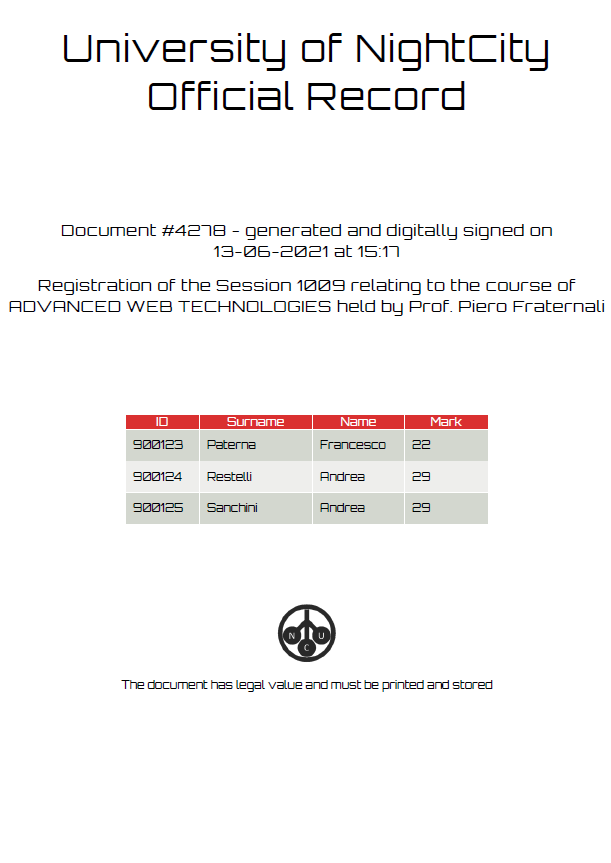 University of NightCity
Official Record
Document #4278 - generated and digitally signed on
13-06-2021 at 15:17
Registration of the Session 1009 relating to the course of
ADVANCED WEB TECHNOLOGIES held by Prof. Piero Fraternali
ID Surname Name Mark
900123 Paterna Francesco 22
900124 Restelli Andrea 29
900125 Sanchini Andrea 29
N U
C
The document has legal value and must be printed and stored